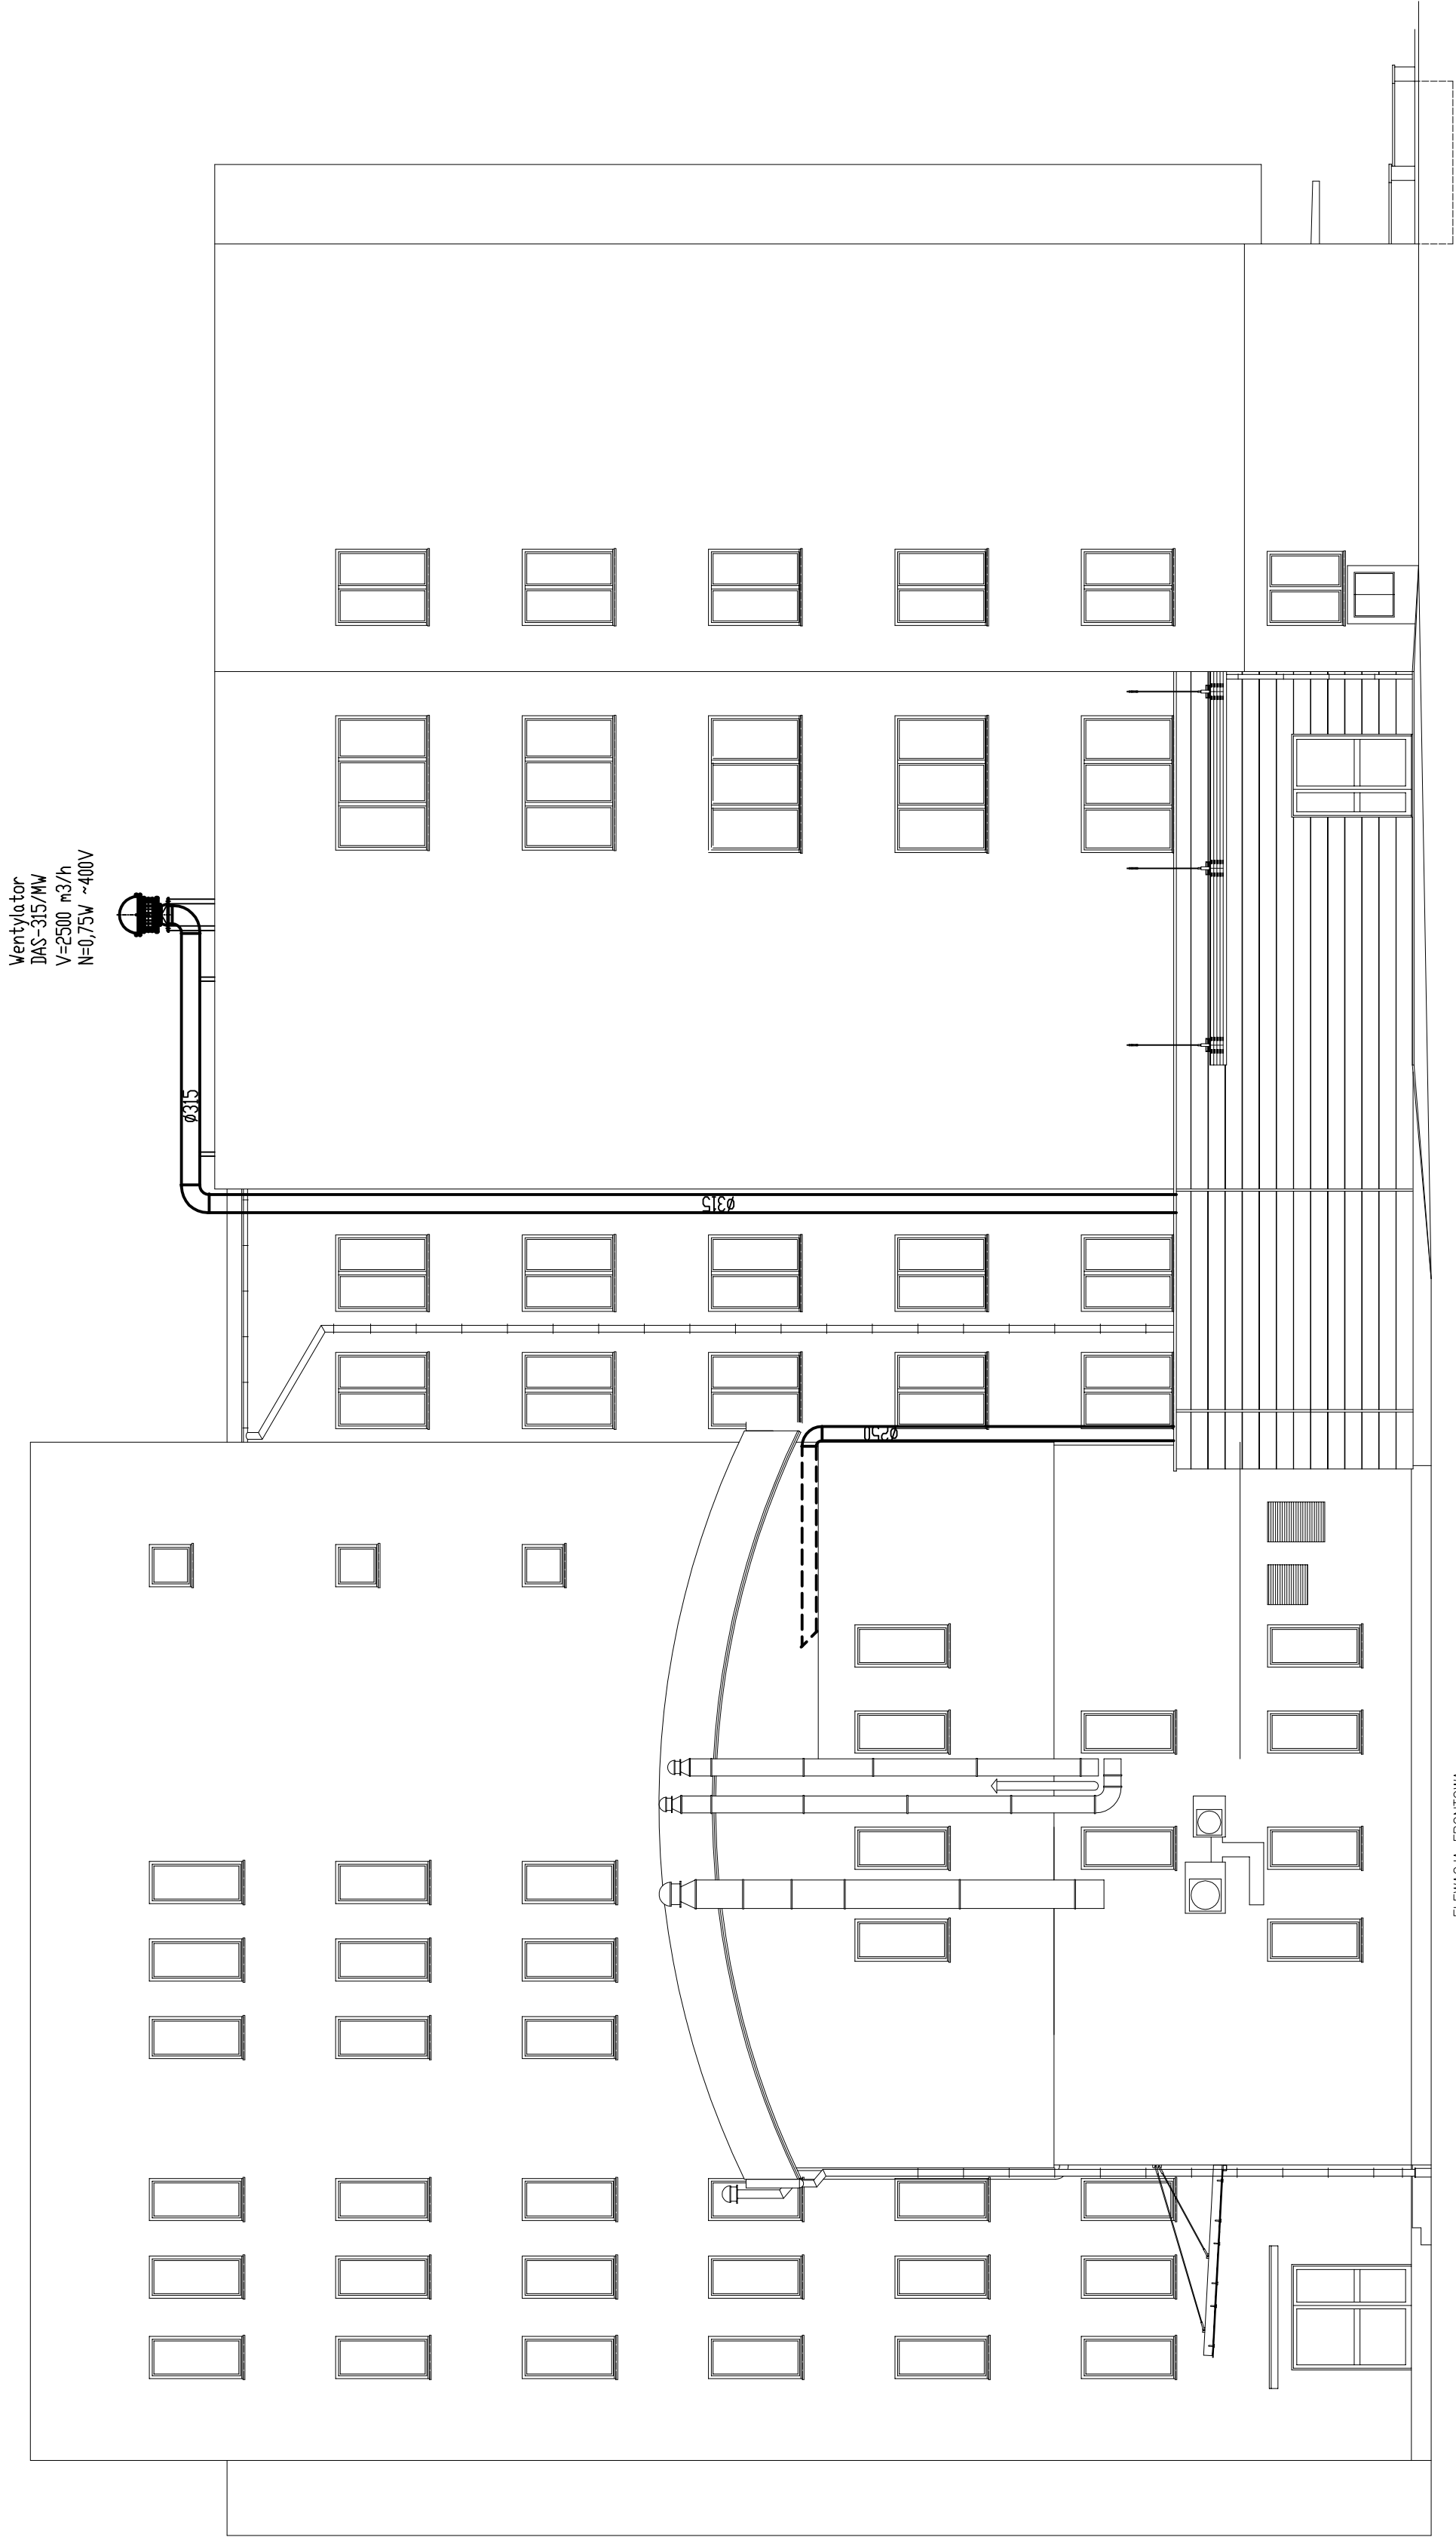 Wentylator
DAS-315/MW
V=2500 m3/h
N=0,75W ~400V
ø315
ø315
ø250